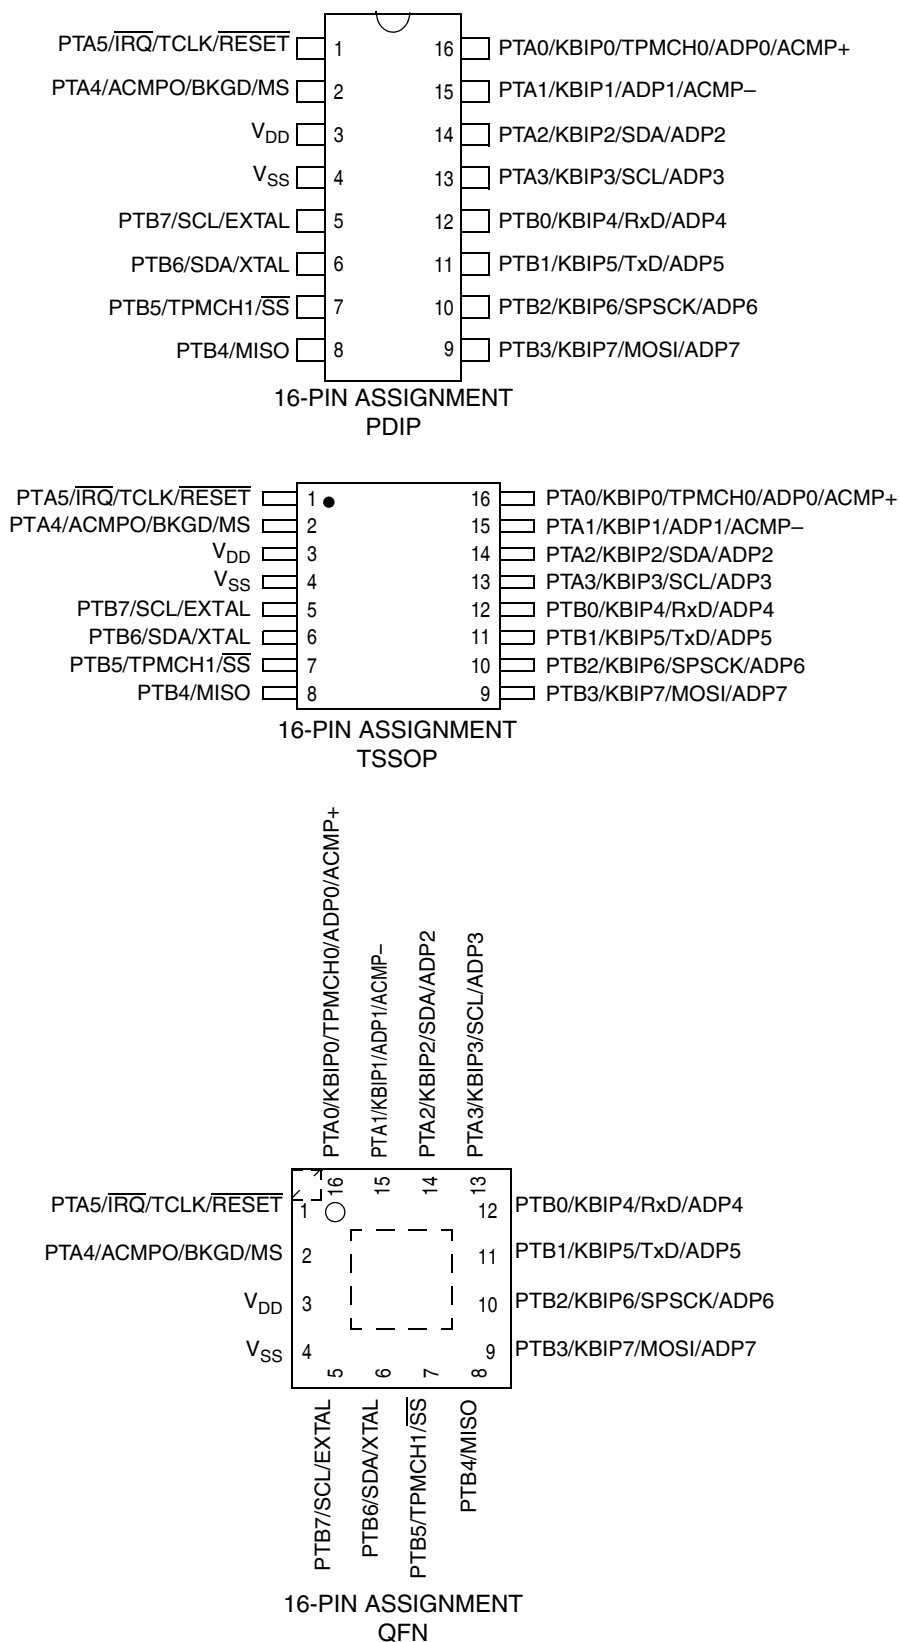 PTA5/IRQ/TCLK/RESET 1 16 PTA0/KBIP0/TPMCH0/ADP0/ACMP+
PTA4/ACMPO/BKGD/MS 2 15 PTA1/KBIP1/ADP1/ACMP–
VDD 3 14 PTA2/KBIP2/SDA/ADP2
VSS 4 13 PTA3/KBIP3/SCL/ADP3
PTB7/SCL/EXTAL 5 12 PTB0/KBIP4/RxD/ADP4
PTB6/SDA/XTAL 6 11 PTB1/KBIP5/TxD/ADP5
PTB5/TPMCH1/SS 7 10 PTB2/KBIP6/SPSCK/ADP6
PTB4/MISO 8 9 PTB3/KBIP7/MOSI/ADP7
16-PIN ASSIGNMENT
PDIP
PTA5/IRQ/TCLK/RESET 1 16 PTA0/KBIP0/TPMCH0/ADP0/ACMP+
PTA4/ACMPO/BKGD/MS 2 15 PTA1/KBIP1/ADP1/ACMP–
VDD 3 14 PTA2/KBIP2/SDA/ADP2
VSS 4 13 PTA3/KBIP3/SCL/ADP3
PTB7/SCL/EXTAL 5 12 PTB0/KBIP4/RxD/ADP4
PTB6/SDA/XTAL 6 11 PTB1/KBIP5/TxD/ADP5
PTB5/TPMCH1/SS 7 10 PTB2/KBIP6/SPSCK/ADP6
PTB4/MISO 8 9 PTB3/KBIP7/MOSI/ADP7
16-PIN ASSIGNMENT
TSSOP
PTA0/KBIP0/TPMCH0/ADP0/ACMP+
PTA1/KBIP1/ADP1/ACMP–
PTA2/KBIP2/SDA/ADP2
PTA3/KBIP3/SCL/ADP3
16 15 14 13
PTA5/IRQ/TCLK/RESET 1 12 PTB0/KBIP4/RxD/ADP4
PTA4/ACMPO/BKGD/MS 2 11 PTB1/KBIP5/TxD/ADP5
VDD 3 10 PTB2/KBIP6/SPSCK/ADP6
VSS 4 9 PTB3/KBIP7/MOSI/ADP7
5 6 7 8
PTB7/SCL/EXTAL
PTB6/SDA/XTAL
PTB5/TPMCH1/SS
PTB4/MISO
16-PIN ASSIGNMENT
QFN